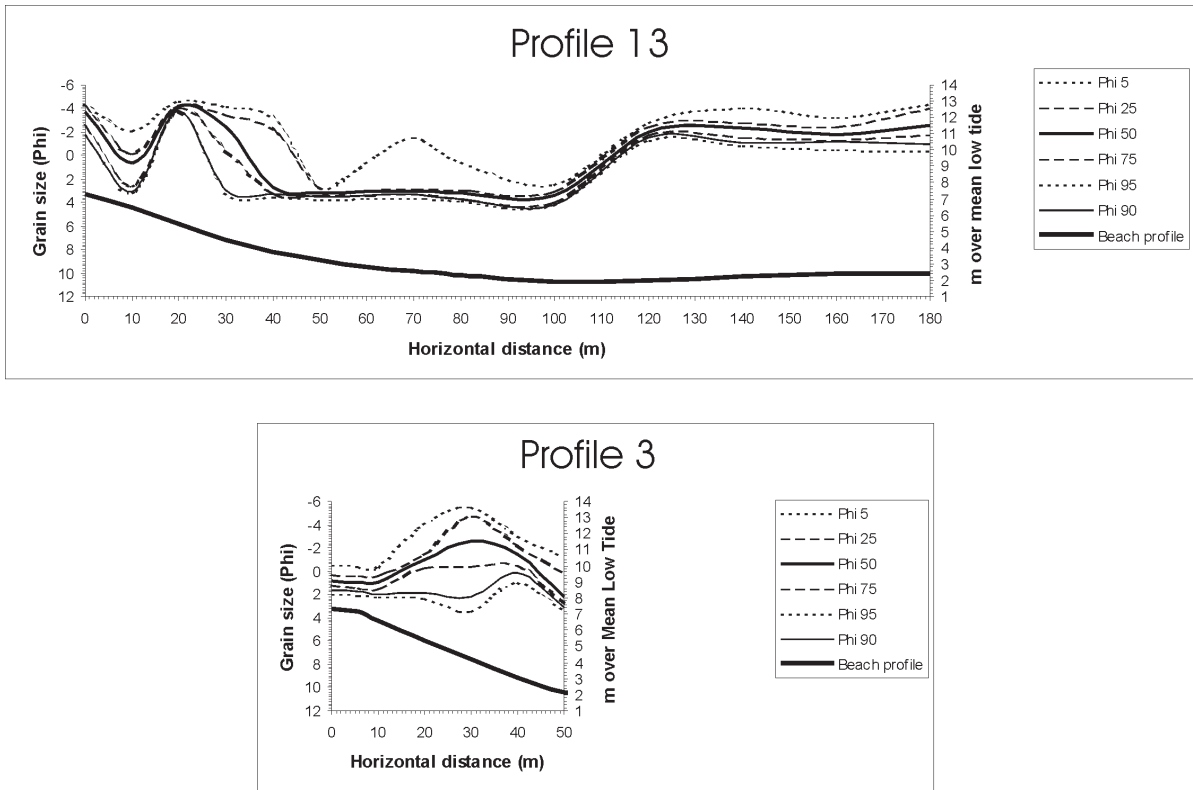 Profile 13
-6
-4
-2
0
2
4
6
8
10
12
Grain size (Phi)
14
13
12
11
10
9
8
7
6
5
4
3
2
1
m over mean low tide
0 10 20 30 40 50 60 70 80 90 100 110 120 130 140 150 160 170 180
Horizontal distance (m)
Phi 5
Phi 25
Phi 50
Phi 75
Phi 95
Phi 90
Beach profile
Profile 3
-6
-4
-2
0
2
4
6
8
10
12
Grain size (Phi)
14
13
12
11
10
9
8
7
6
5
4
3
2
1
m over Mean Low Tide
0 10 20 30 40 50
Horizontal distance (m)
Phi 5
Phi 25
Phi 50
Phi 75
Phi 95
Phi 90
Beach profile